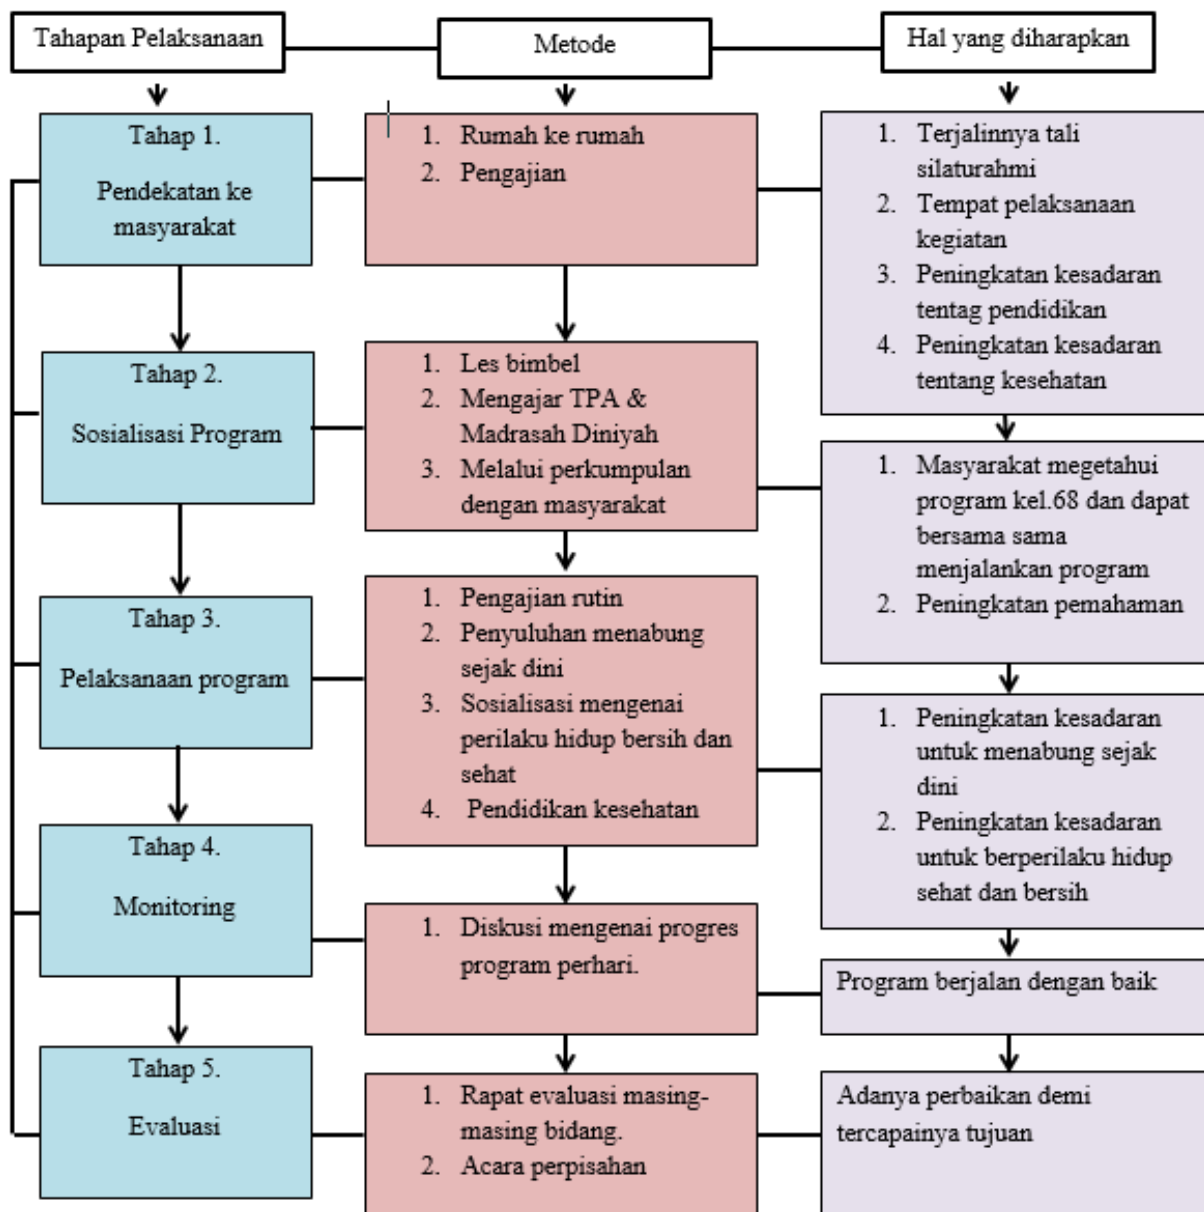 Tahapan Pelaksanaan
Metode
Hal yang diharapkan
Tahap 1.
Pendekatan ke
masyarakat
1. Rumah ke rumah
2. Pengajian
1. Terjalinnya tali
silaturahmi
2. Tempat pelaksanaan
kegiatan
3. Peningkatan kesadaran
tentag pendidikan
4. Peningkatan kesadaran
tentang kesehatan
Tahap 2.
Sosialisasi Program
1. Les bimbel
2. Mengajar TPA &
Madrasah Diniyah
3. Melalui perkumpulan
dengan masyarakat
1. Masyarakat megetahui
program kel.68 dan dapat
bersama sama
menjalankan program
2. Peningkatan pemahaman
Tahap 3.
Pelaksanaan program
1. Pengajian rutin
2. Penyuluhan menabung
sejak dini
3. Sosialisasi mengenai
perilaku hidup bersih dan
sehat
4. Pendidikan kesehatan
1. Peningkatan kesadaran
untuk menabung sejak
dini
2. Peningkatan kesadaran
untuk berperilaku hidup
sehat dan bersih
Tahap 4.
Monitoring
1. Diskusi mengenai progres
program perhari.
Program berjalan dengan baik
Tahap 5.
Evaluasi
1. Rapat evaluasi masing-
masing bidang.
2. Acara perpisahan
Adanya perbaikan demi
tercapainya tujuan